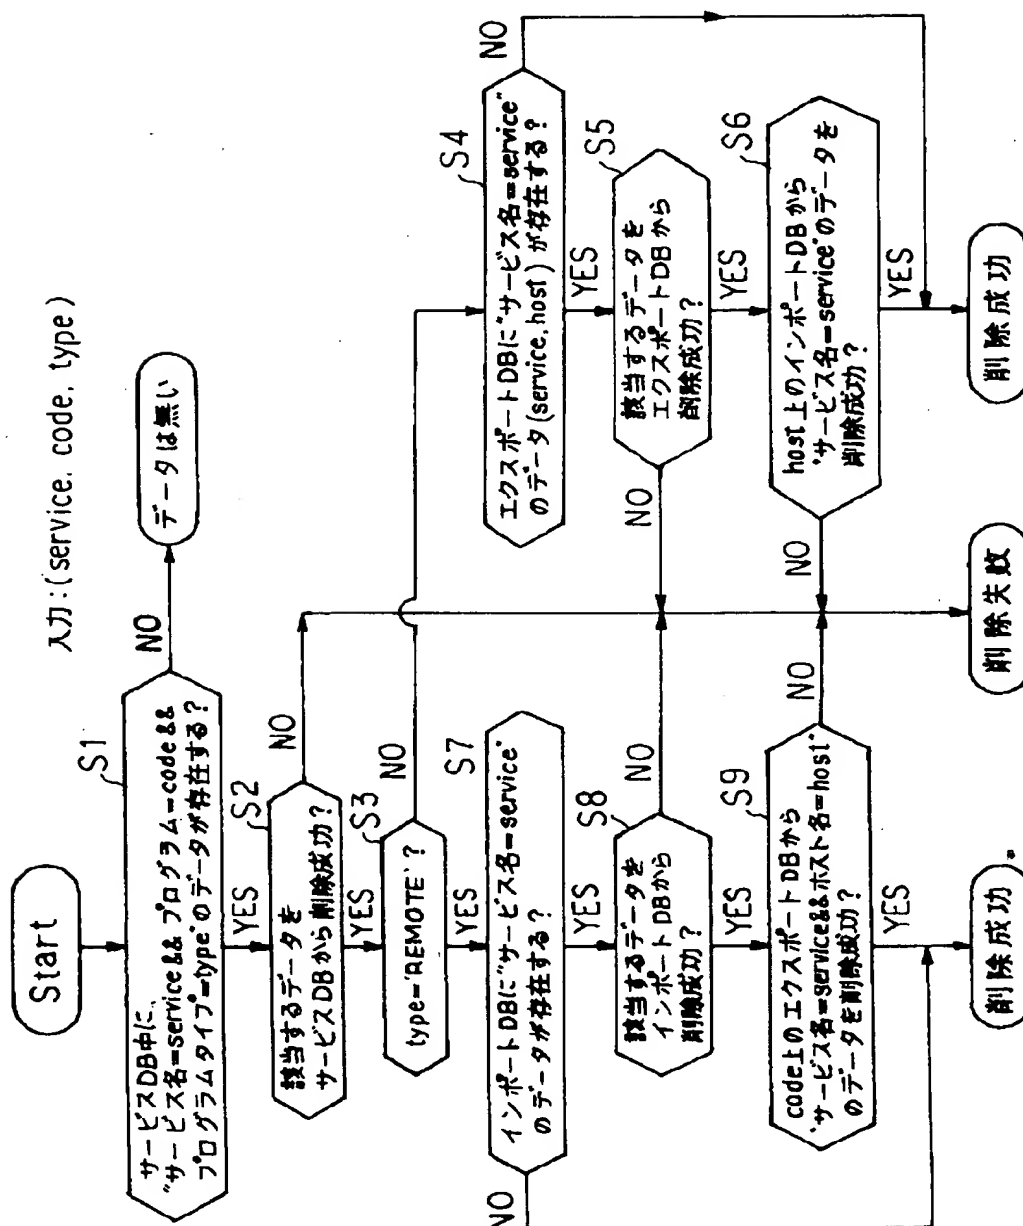 入力:(service, code, type)
Start
S1
サービスDB中に、
"サービス名=service&& プログラム=code&&
プログラムタイプ=type"のデータが存在する?
NO
データは無い
YES
S2
該当するデータを
サービスDBから削除成功?
NO
YES
S3
type='REMOTE'?
NO
YES
S4
エクスポートDBに"サービス名=service"
のデータ(service, host)が存在する?
NO
YES
S5
該当するデータを
エクスポートDBから
削除成功?
NO
YES
S6
host上のインポートDBから
"サービス名=service"のデータを
削除成功?
NO
YES
S7
インポートDBに"サービス名=service"
のデータが存在する?
NO
YES
S8
該当するデータを
インポートDBから
削除成功?
NO
YES
S9
code上のエクスポートDBから
"サービス名=service&&ホスト名=host"
のデータを削除成功?
NO
YES
削除成功
削除失敗
削除成功